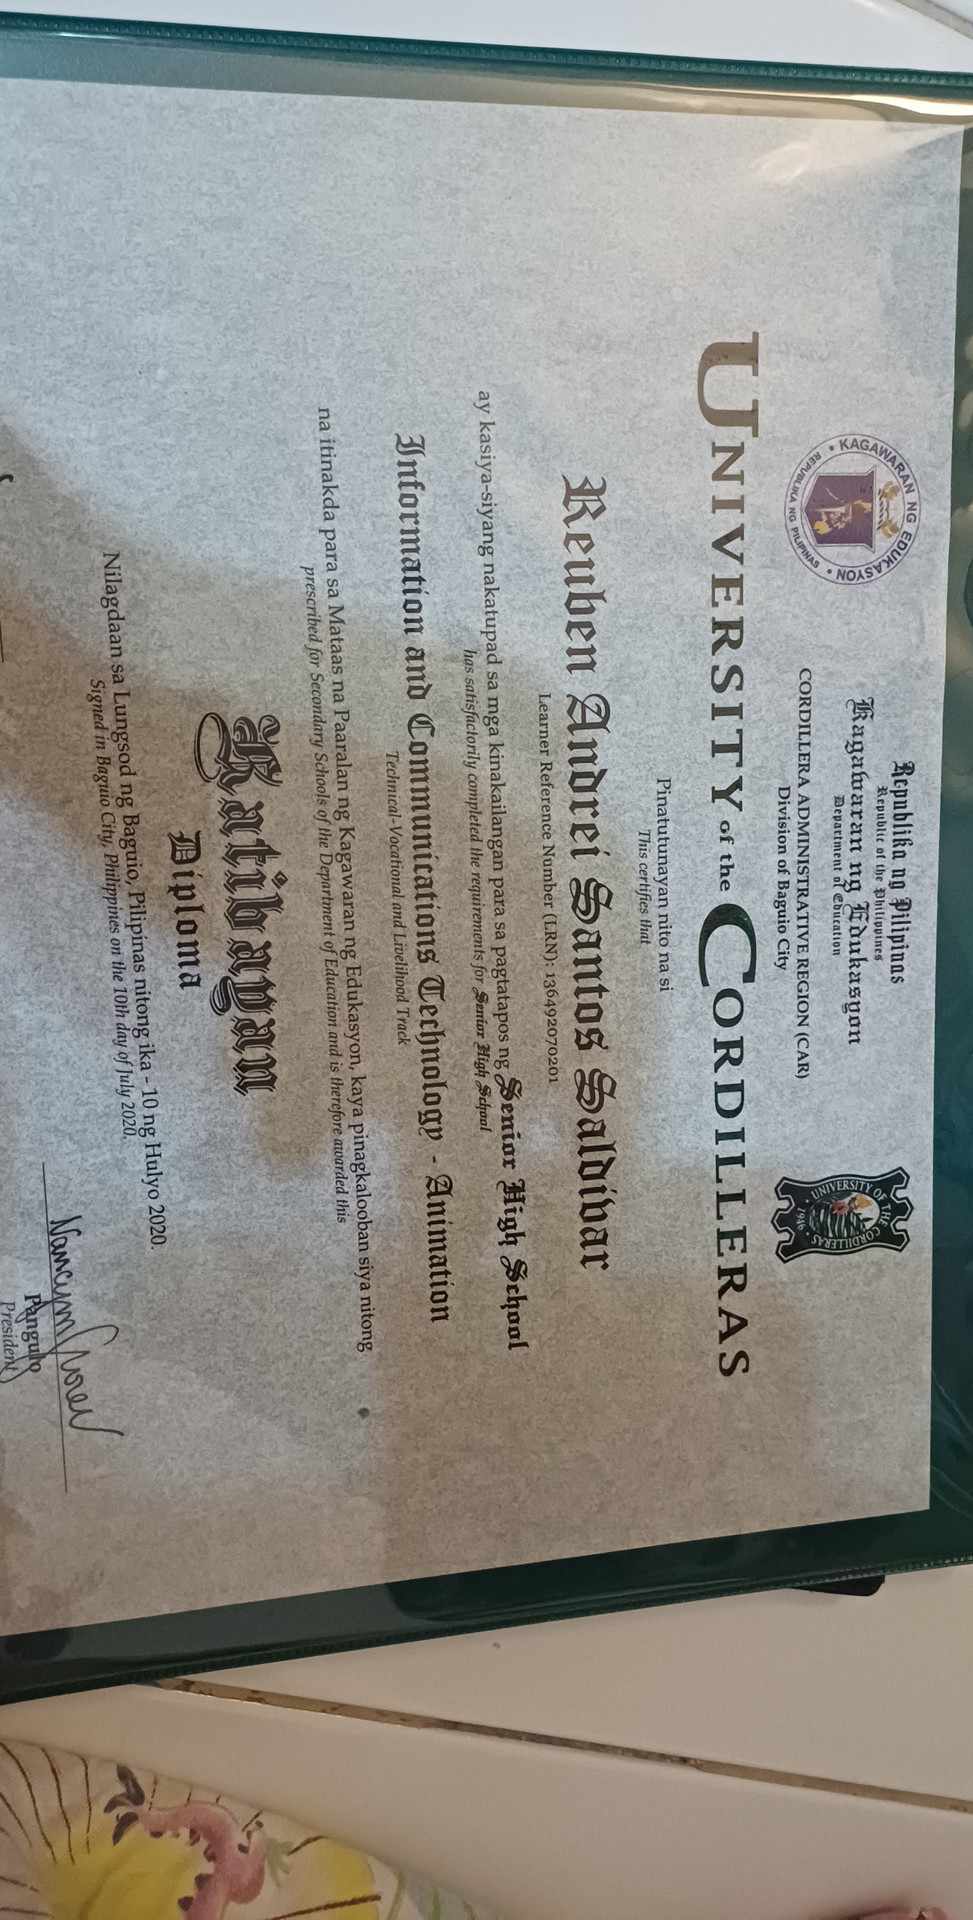 Republika ng Pilipinas
Republic of the Philippines
Kagawaran ng Edukasyon
Department of Education
CORDILLERA ADMINISTRATIVE REGION (CAR)
Division of Baguio City
KAGAWARAN NG EDUKASYON
REPUBLIKA NG PILIPINAS
UNIVERSITY OF THE CORDILLERAS
1946
UNIVERSITY of the CORDILLERAS
Pinatutunayan nito na si
This certifies that
Reuben Andrei Santos Saldivar
Learner Reference Number (LRN): 136492070201
ay kasiya-siyang nakatupad sa mga kinakailangan para sa pagtatapos ng Senior High School
has satisfactorily completed the requirements for Senior High School
Information and Communications Technology - Animation
Technical-Vocational and Livelihood Track
na itinakda para sa Mataas na Paaralan ng Kagawaran ng Edukasyon, kaya pinagkalooban siya nitong
prescribed for Secondary Schools of the Department of Education and is therefore awarded this
Katibayan
Diploma
Nilagdaan sa Lungsod ng Baguio, Pilipinas nitong ika - 10 ng Hulyo 2020.
Signed in Baguio City, Philippines on the 10th day of July 2020.
Pangulo
President